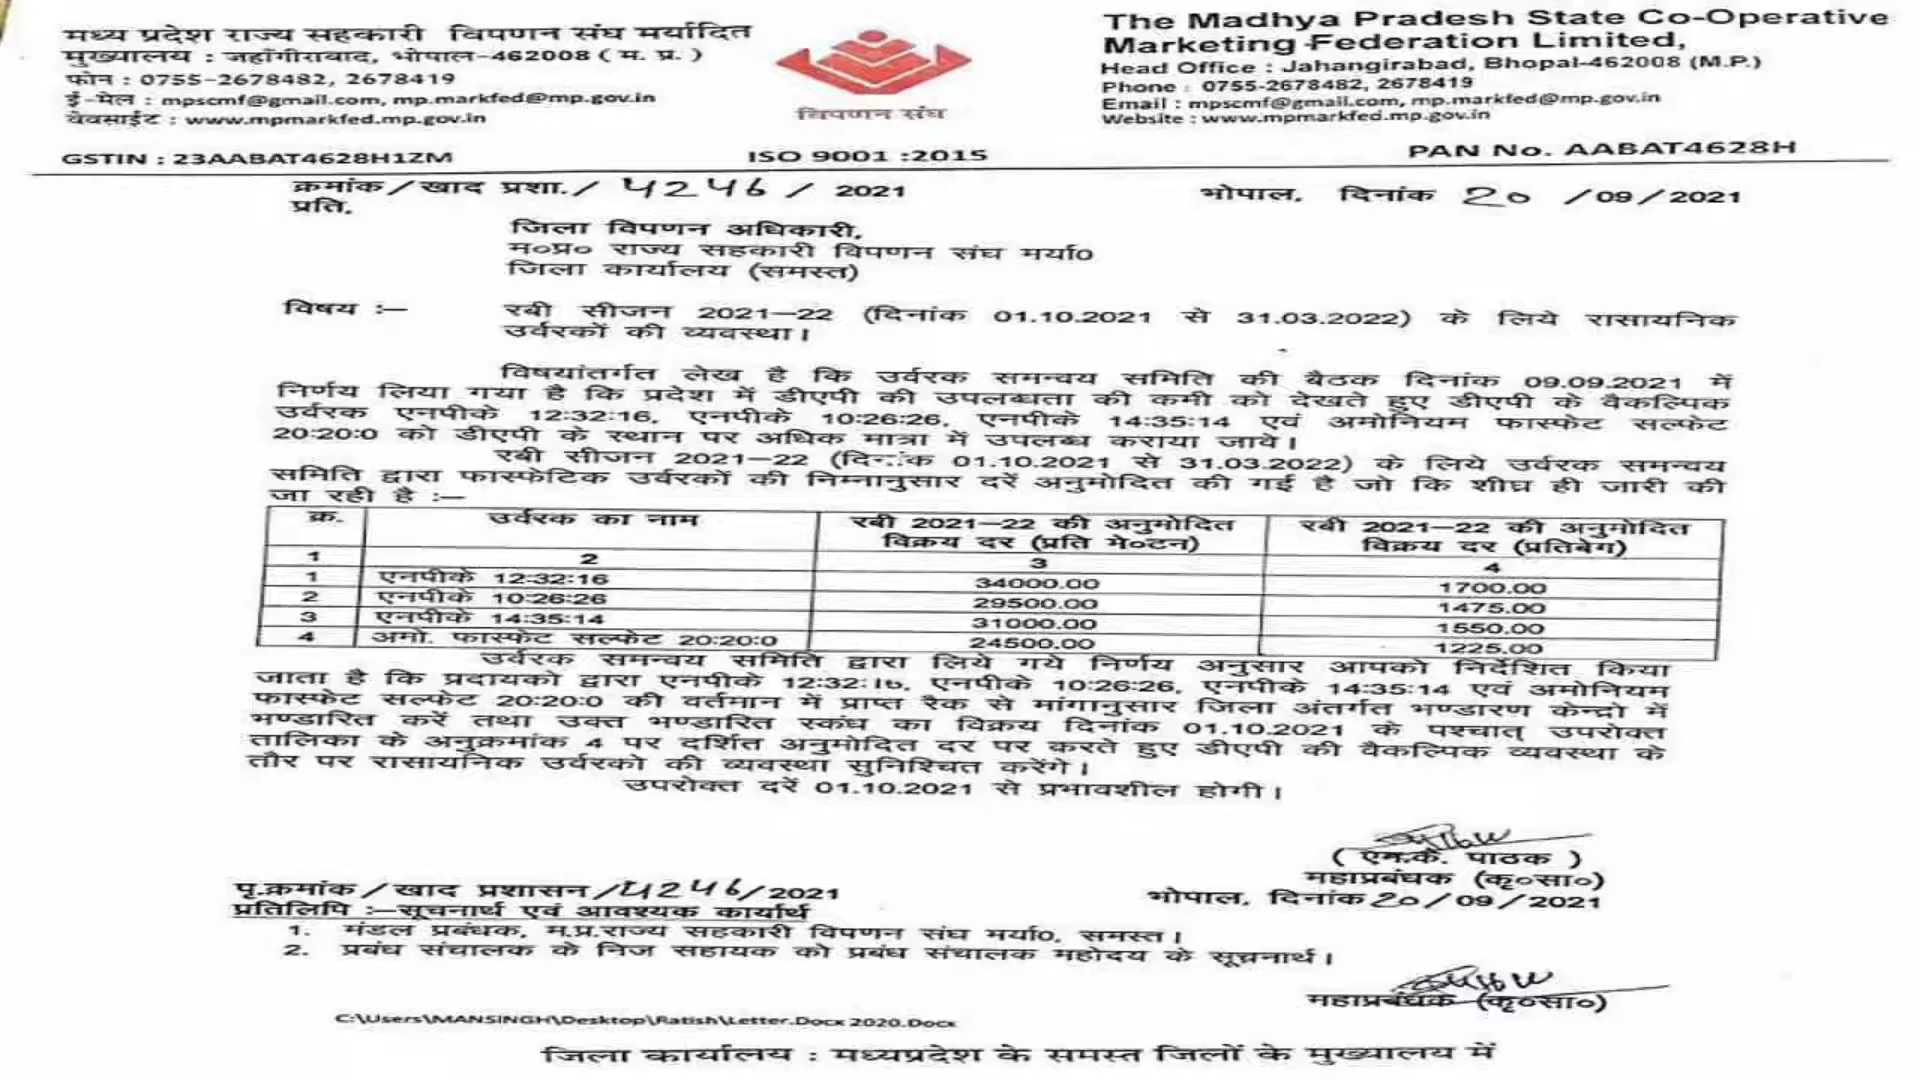 मध्य प्रदेश राज्य सहकारी विपणन संघ मर्यादित
मुख्यालय : जहाँगीराबाद, भोपाल-462008 ( म. प्र. )
फोन : 0755-2678482, 2678419
ई-मेल : mpscmf@gmail.com, mp.markfed@mp.gov.in
वेवसाईट : www.mpmarkfed.mp.gov.in
विपणन संघ
The Madhya Pradesh State Co-Operative
Marketing Federation Limited,
Head Office : Jahangirabad, Bhopal-462008 (M.P.)
Phone : 0755-2678482, 2678419
Email : mpscmf@gmail.com, mp.markfed@mp.gov.in
Website : www.mpmarkfed.mp.gov.in
GSTIN : 23AABAT4628H1ZM ISO 9001 :2015 PAN No. AABAT4628H
क्रमांक/खाद प्रशा./ 4246 / 2021 भोपाल, दिनांक 20 /09/2021
प्रति,
जिला विपणन अधिकारी,
म०प्र० राज्य सहकारी विपणन संघ मर्या०
जिला कार्यालय (समस्त)
विषय :— रबी सीजन 2021—22 (दिनांक 01.10.2021 से 31.03.2022) के लिये रासायनिक
उर्वरकों की व्यवस्था।
विषयांतर्गत लेख है कि उर्वरक समन्वय समिति की बैठक दिनांक 09.09.2021 में
निर्णय लिया गया है कि प्रदेश में डीएपी की उपलब्धता की कमी को देखते हुए डीएपी के वैकल्पिक
उर्वरक एनपीके 12:32:16, एनपीके 10:26:26, एनपीके 14:35:14 एवं अमोनियम फास्फेट सल्फेट
20:20:0 को डीएपी के स्थान पर अधिक मात्रा में उपलब्ध कराया जावे।
रबी सीजन 2021—22 (दिनांक 01.10.2021 से 31.03.2022) के लिये उर्वरक समन्वय
समिति द्वारा फास्फेटिक उर्वरकों की निम्नानुसार दरें अनुमोदित की गई है जो कि शीघ्र ही जारी की
जा रही है :—
क्र. उर्वरक का नाम रबी 2021—22 की अनुमोदित विक्रय दर (प्रति मे०टन) रबी 2021—22 की अनुमोदित विक्रय दर (प्रतिबेग)
1 2 3 4
1 एनपीके 12:32:16 34000.00 1700.00
2 एनपीके 10:26:26 29500.00 1475.00
3 एनपीके 14:35:14 31000.00 1550.00
4 अमो. फास्फेट सल्फेट 20:20:0 24500.00 1225.00
उर्वरक समन्वय समिति द्वारा लिये गये निर्णय अनुसार आपको निर्देशित किया
जाता है कि प्रदायको द्वारा एनपीके 12:32:16, एनपीके 10:26:26, एनपीके 14:35:14 एवं अमोनियम
फास्फेट सल्फेट 20:20:0 की वर्तमान में प्राप्त रैक से मांगानुसार जिला अंतर्गत भण्डारण केन्द्रो में
भण्डारित करें तथा उक्त भण्डारित स्कंध का विक्रय दिनांक 01.10.2021 के पश्चात् उपरोक्त
तालिका के अनुक्रमांक 4 पर दर्शित अनुमोदित दर पर करते हुए डीएपी की वैकल्पिक व्यवस्था के
तौर पर रासायनिक उर्वरको की व्यवस्था सुनिश्चित करेंगे।
उपरोक्त दरें 01.10.2021 से प्रभावशील होगी।
( एम.के. पाठक )
महाप्रबंधक (कृ०सा०)
पृ.क्रमांक/खाद प्रशासन/4246/2021 भोपाल, दिनांक 20/09/2021
प्रतिलिपि :—सूचनार्थ एवं आवश्यक कार्यार्थ
1. मंडल प्रबंधक, म.प्र.राज्य सहकारी विपणन संघ मर्या०, समस्त।
2. प्रबंध संचालक के निज सहायक को प्रबंध संचालक महोदय के सूचनार्थ।
महाप्रबंधक (कृ०सा०)
C:\Users\MANSINGH\Desktop\Ratish\Letter.Docx 2020.Docx
जिला कार्यालय : मध्यप्रदेश के समस्त जिलों के मुख्यालय में